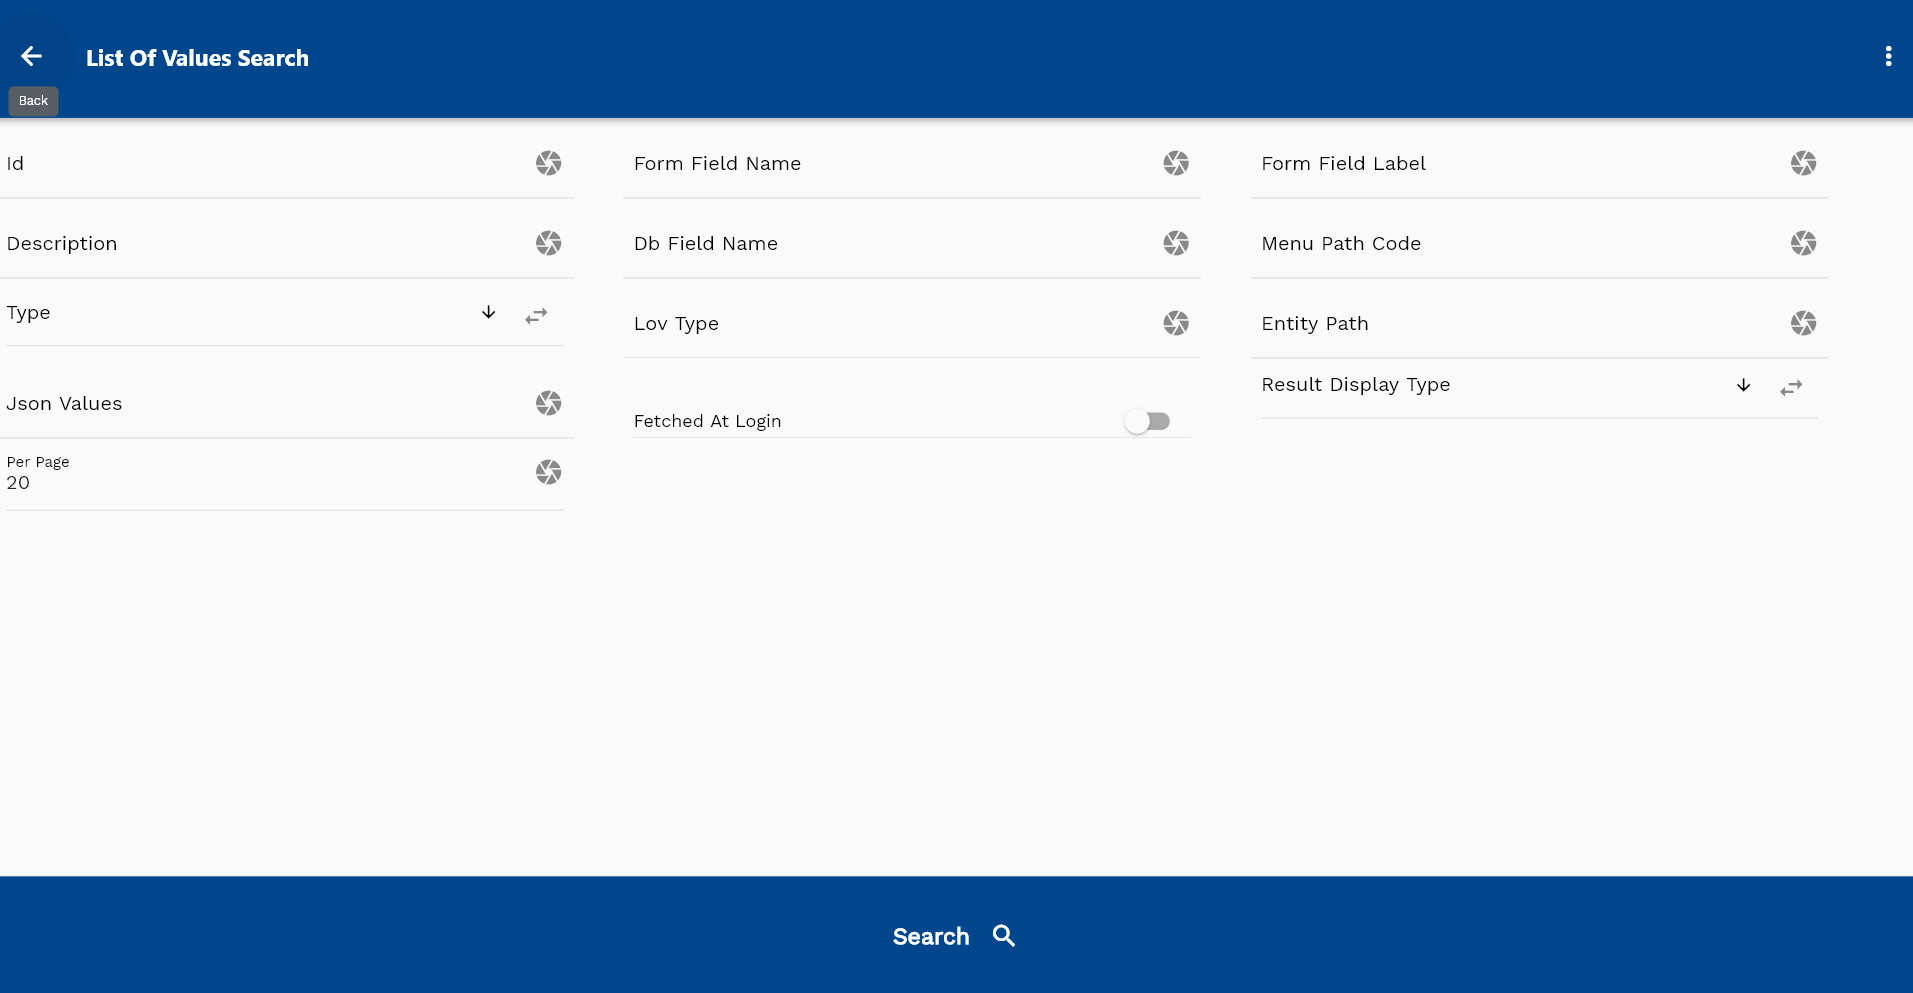 List Of Values Search
Back
Id
Form Field Name
Form Field Label
Description
Db Field Name
Menu Path Code
Type
Lov Type
Entity Path
Json Values
Fetched At Login
Result Display Type
Per Page
20
Search